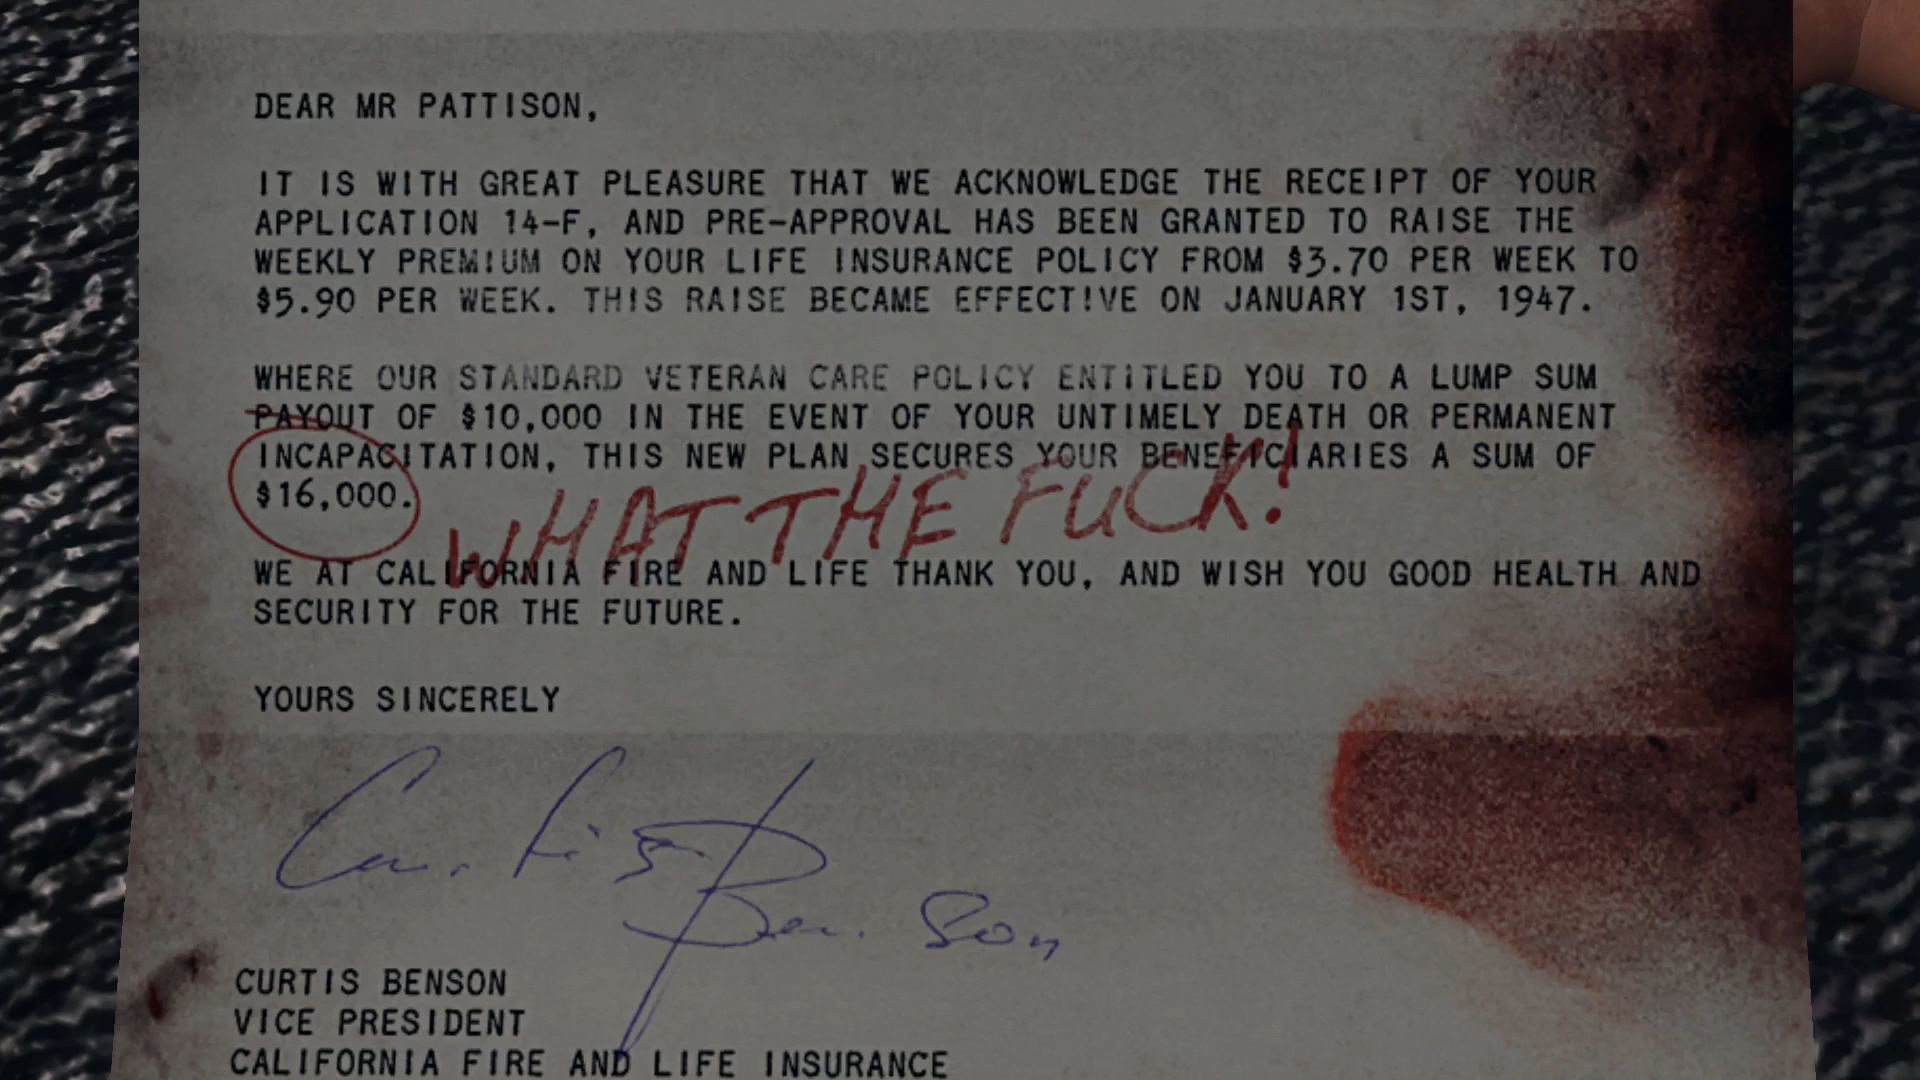 DEAR MR PATTISON,
IT IS WITH GREAT PLEASURE THAT WE ACKNOWLEDGE THE RECEIPT OF YOUR
APPLICATION 14-F, AND PRE-APPROVAL HAS BEEN GRANTED TO RAISE THE
WEEKLY PREMIUM ON YOUR LIFE INSURANCE POLICY FROM $3.70 PER WEEK TO
$5.90 PER WEEK. THIS RAISE BECAME EFFECTIVE ON JANUARY 1ST, 1947.
WHERE OUR STANDARD VETERAN CARE POLICY ENTITLED YOU TO A LUMP SUM
PAYOUT OF $10,000 IN THE EVENT OF YOUR UNTIMELY DEATH OR PERMANENT
INCAPACITATION, THIS NEW PLAN SECURES YOUR BENEFICIARIES A SUM OF
$16,000.
WHAT THE FUCK!
WE AT CALIFORNIA FIRE AND LIFE THANK YOU, AND WISH YOU GOOD HEALTH AND
SECURITY FOR THE FUTURE.
YOURS SINCERELY
Curtis Benson
CURTIS BENSON
VICE PRESIDENT
CALIFORNIA FIRE AND LIFE INSURANCE